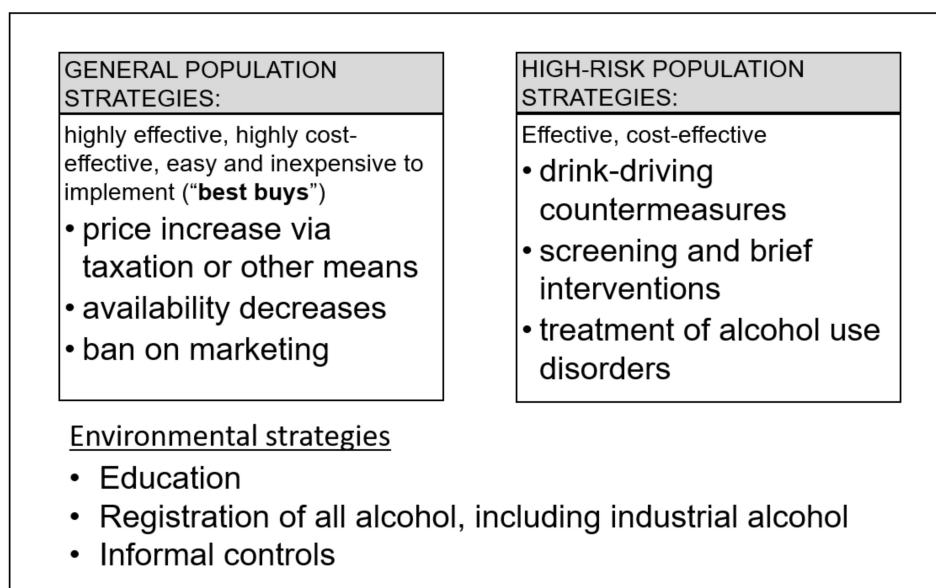 GENERAL POPULATION
STRATEGIES:
highly effective, highly cost-
effective, easy and inexpensive to
implement (“best buys”)
• price increase via
taxation or other means
• availability decreases
• ban on marketing
HIGH-RISK POPULATION
STRATEGIES:
Effective, cost-effective
• drink-driving
countermeasures
• screening and brief
interventions
• treatment of alcohol use
disorders
Environmental strategies
• Education
• Registration of all alcohol, including industrial alcohol
• Informal controls